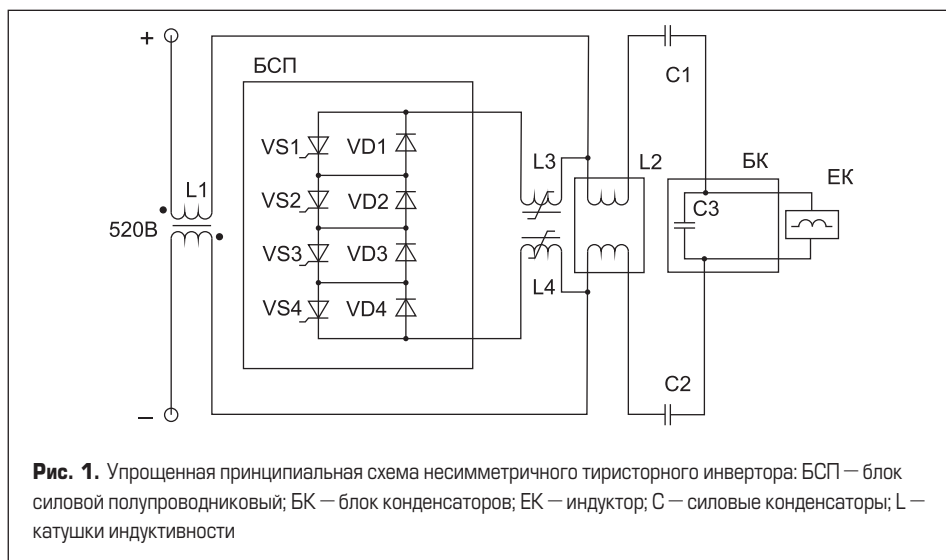 +
C1
БСП
VS1
VD1
L3
L2
БК
ЕК
L1
VS2
VD2
C3
520В
VS3
VD3
L4
VS4
VD4
C2
–
Рис. 1. Упрощенная принципиальная схема несимметричного тиристорного инвертора: БСП — блок
силовой полупроводниковый; БК — блок конденсаторов; ЕК — индуктор; С — силовые конденсаторы; L —
катушки индуктивности